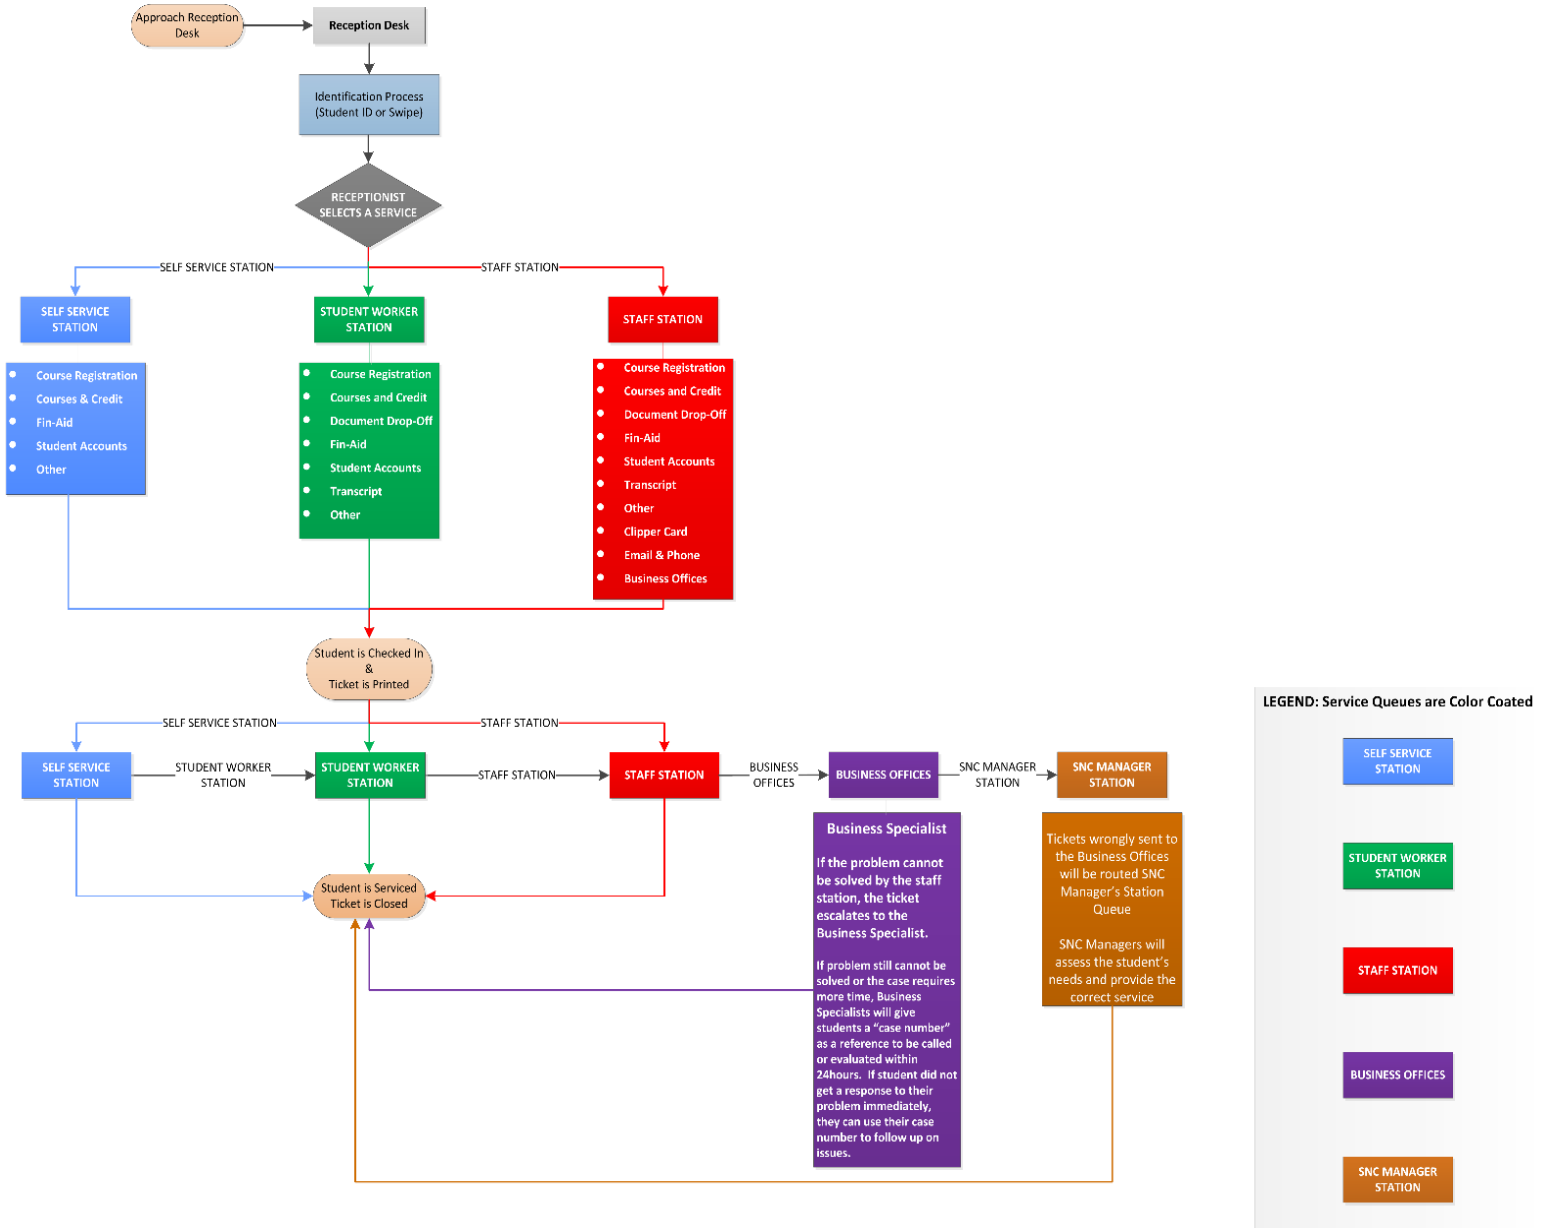 Approach Reception
Desk
Reception Desk
Identification Process
(Student ID or Swipe)
RECEPTIONIST
SELECTS A SERVICE
SELF SERVICE STATION
STAFF STATION
SELF SERVICE
STATION
STUDENT WORKER
STATION
STAFF STATION
Course Registration
Courses & Credit
Fin-Aid
Student Accounts
Other
Course Registration
Courses and Credit
Document Drop-Off
Fin-Aid
Student Accounts
Transcript
Other
Course Registration
Courses and Credit
Document Drop-Off
Fin-Aid
Student Accounts
Transcript
Other
Clipper Card
Email & Phone
Business Offices
Student is Checked In
&
Ticket is Printed
SELF SERVICE STATION
STAFF STATION
SELF SERVICE
STATION
STUDENT WORKER
STATION
STUDENT WORKER
STATION
STAFF STATION
STAFF STATION
BUSINESS
OFFICES
BUSINESS OFFICES
SNC MANAGER
STATION
SNC MANAGER
STATION
Student is Serviced
Ticket is Closed
Business Specialist
If the problem cannot
be solved by the staff
station, the ticket
escalates to the
Business Specialist.
If problem still cannot be
solved or the case requires
more time, Business
Specialists will give
students a “case number”
as a reference to be called
or evaluated within
24hours. If student did not
get a response to their
problem immediately,
they can use their case
number to follow up on
issues.
Tickets wrongly sent to
the Business Offices
will be routed SNC
Manager’s Station
Queue
SNC Managers will
assess the student’s
needs and provide the
correct service
LEGEND: Service Queues are Color Coated
SELF SERVICE
STATION
STUDENT WORKER
STATION
STAFF STATION
BUSINESS OFFICES
SNC MANAGER
STATION